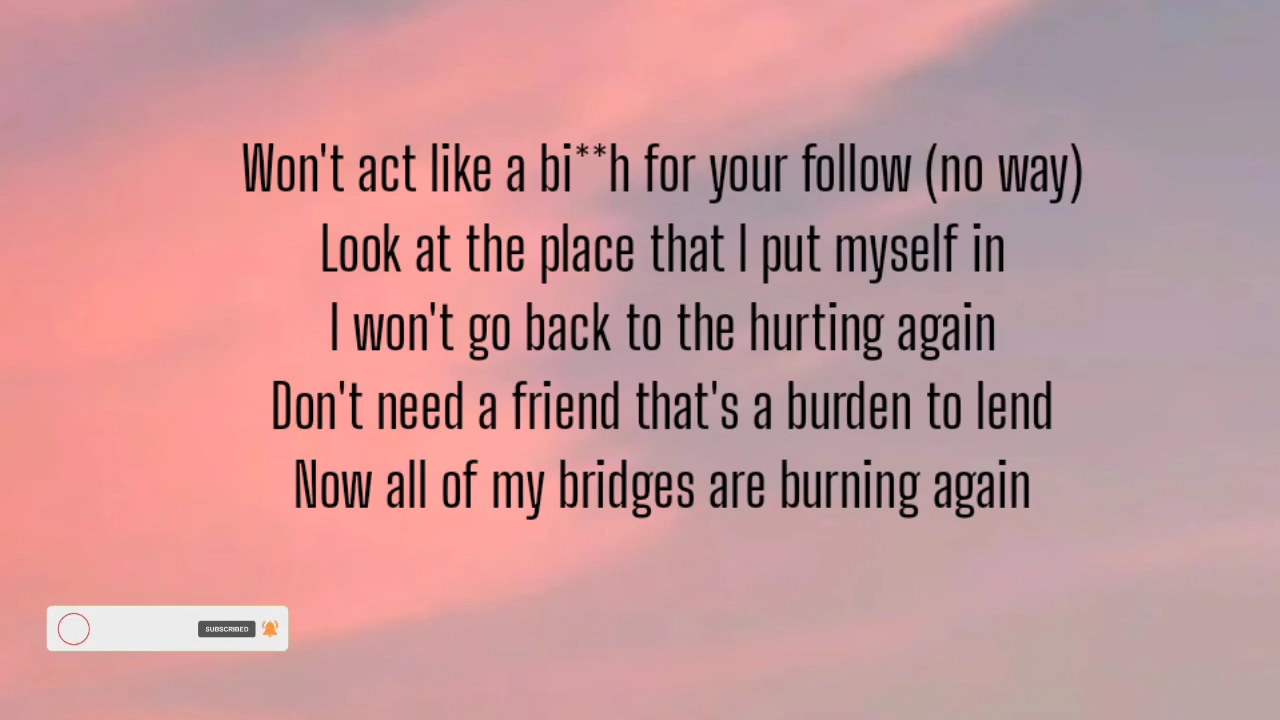 Won't act like a bi**h for your follow (no way)
Look at the place that I put myself in
I won't go back to the hurting again
Don't need a friend that's a burden to lend
Now all of my bridges are burning again
SUBSCRIBED